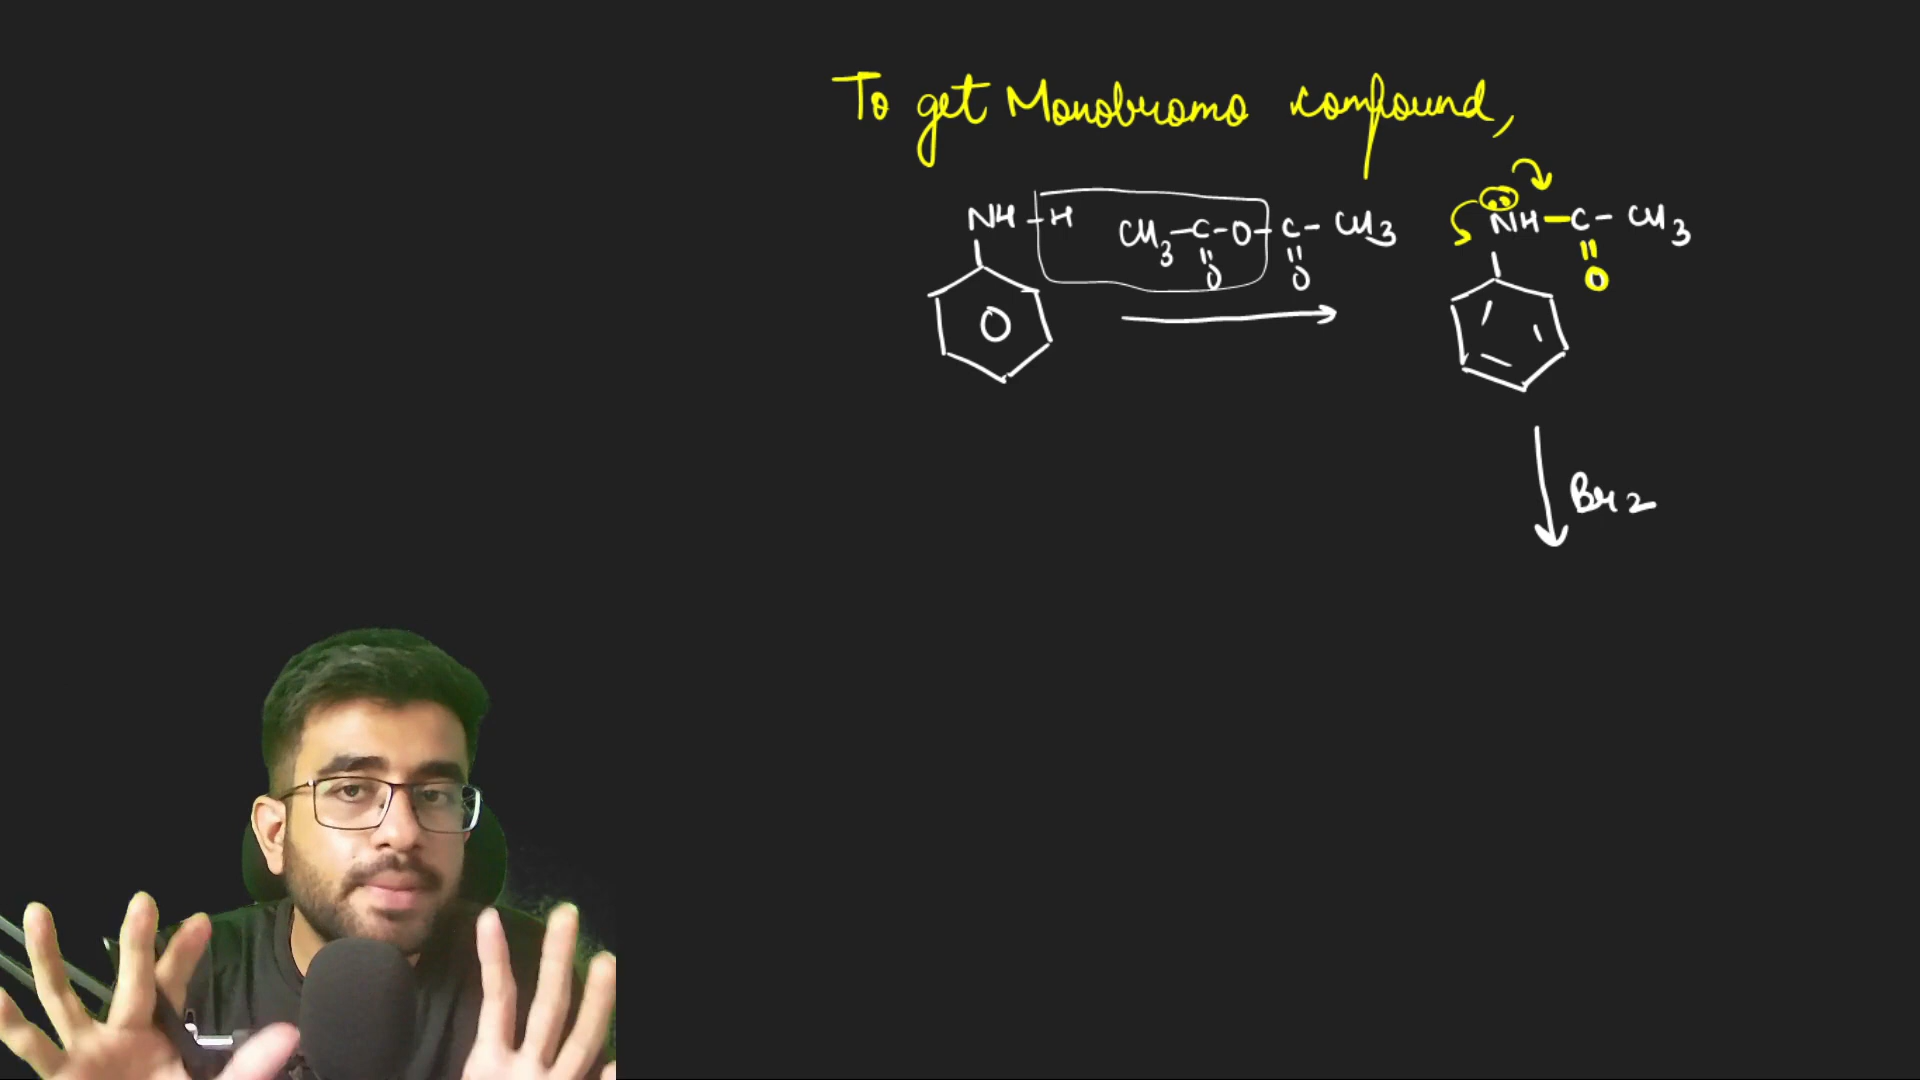 To get Monobromo compound,
NH-H CH3-C-O-C-CH3
O O
NH-C-CH3
O
Br2